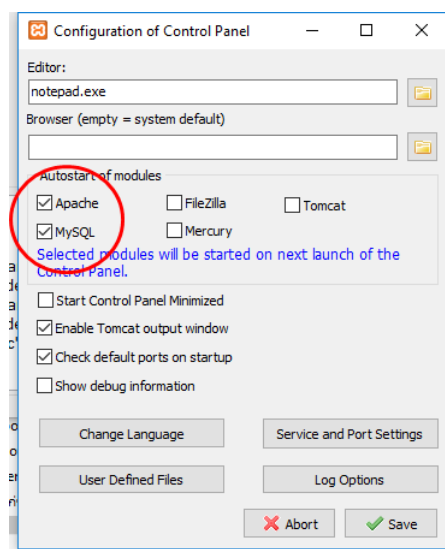 Configuration of Control Panel
Editor:
notepad.exe
Browser (empty = system default)
Autostart of modules
Apache FileZilla Tomcat
MySQL Mercury
Selected modules will be started on next launch of the
Control Panel.
Start Control Panel Minimized
Enable Tomcat output window
Check default ports on startup
Show debug information
Change Language Service and Port Settings
User Defined Files Log Options
Abort Save